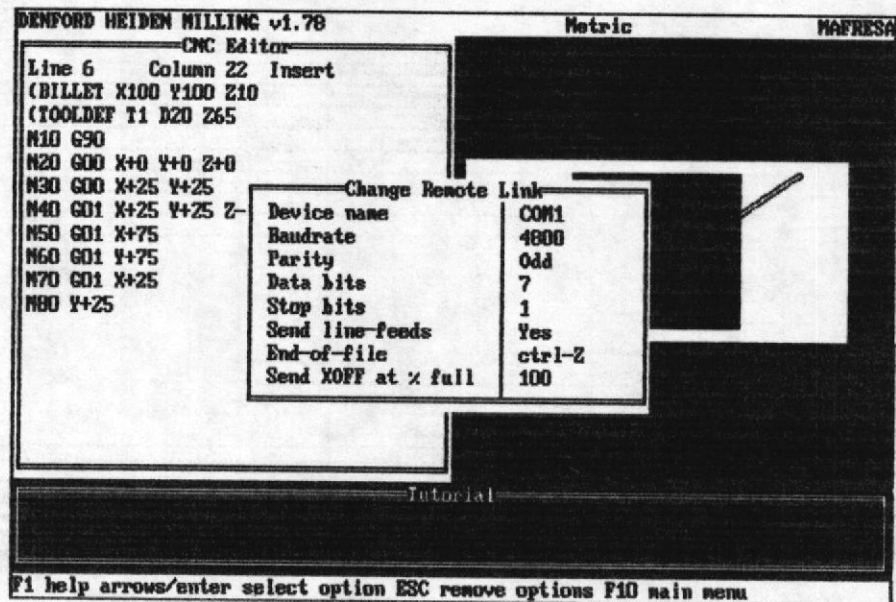 DENFORD HEIDEN MILLING v1.78 Metric MAFRESA
CNC Editor
Line 6 Column 22 Insert
(BILLET X100 Y100 Z10
(TOOLDEF T1 D20 Z65
N10 G90
N20 G00 X+0 Y+0 Z+0
N30 G00 X+25 Y+25
N40 G01 X+25 Y+25 Z-
N50 G01 X+75
N60 G01 Y+75
N70 G01 X+25
N80 Y+25
Change Remote Link
Device name COM1
Baudrate 4800
Parity Odd
Data bits 7
Stop bits 1
Send line-feeds Yes
End-of-file ctrl-Z
Send XOFF at % full 100
Tutorial
F1 help arrows/enter select option ESC remove options F10 main menu